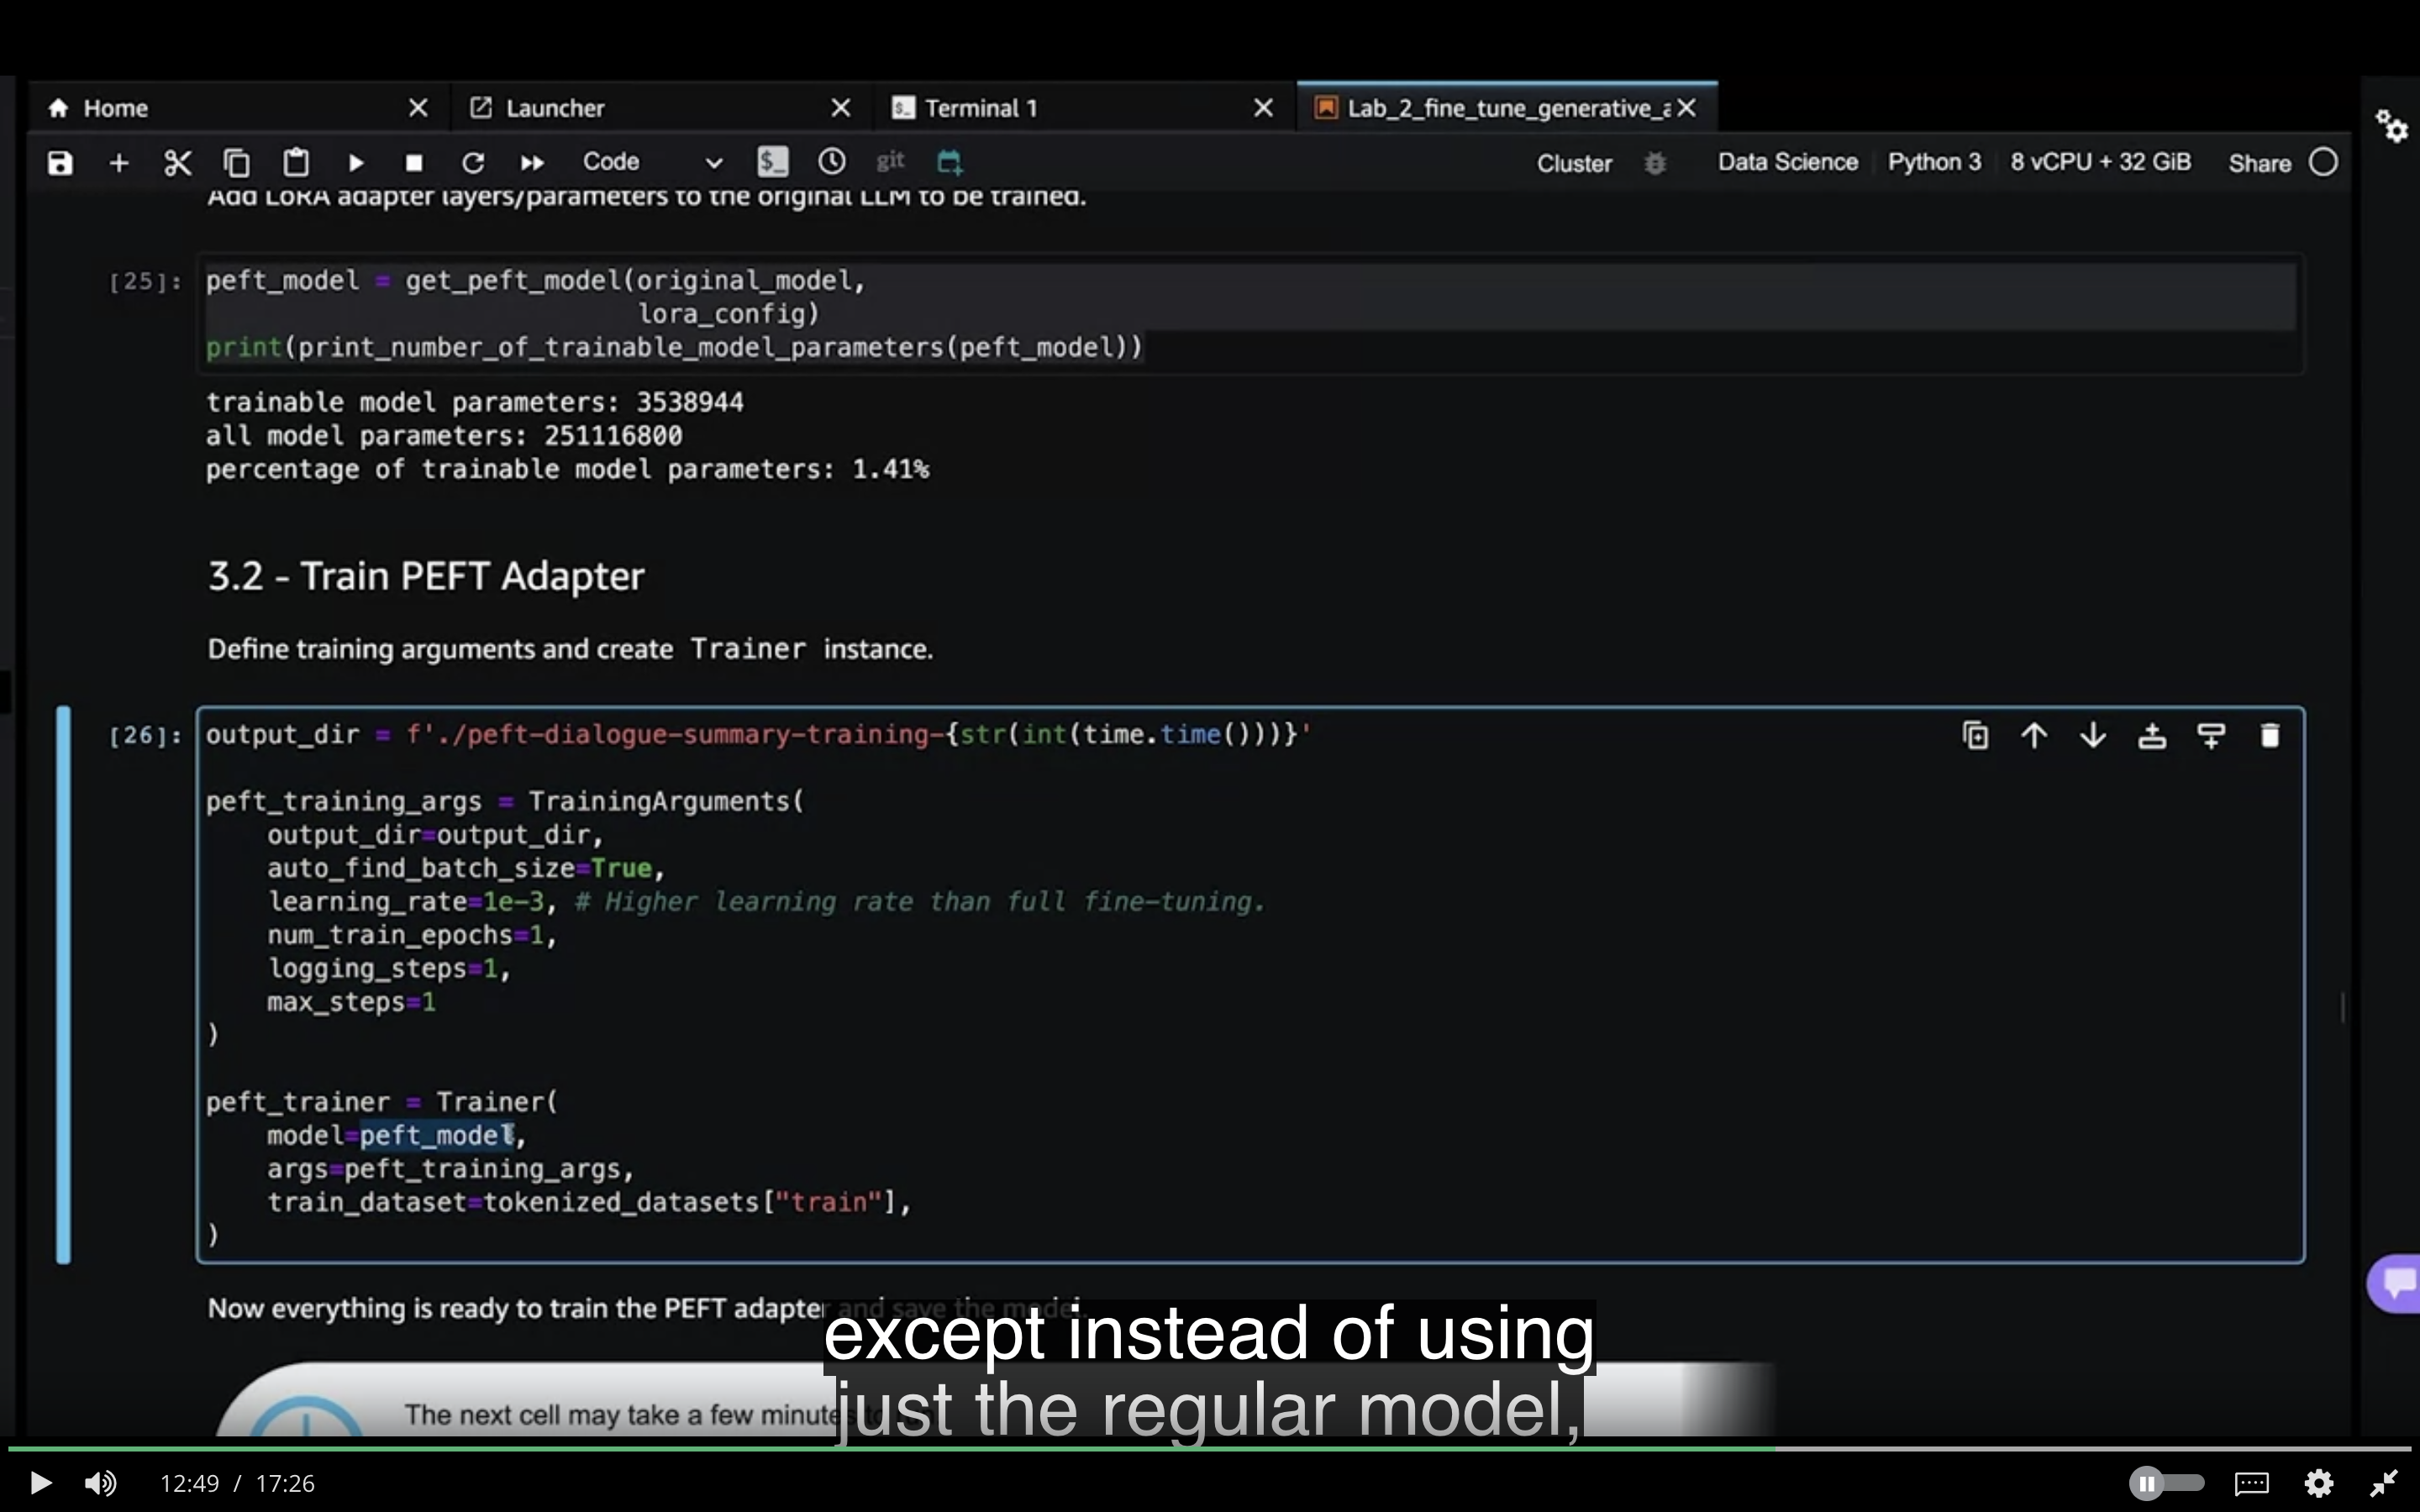 Home
Launcher
Terminal 1
Lab_2_fine_tune_generative_a
Code
git
Cluster
Data Science
Python 3
8 vCPU + 32 GiB
Share
Add LoRA adapter layers/parameters to the original LLM to be trained.
[25]:
peft_model = get_peft_model(original_model,
lora_config)
print(print_number_of_trainable_model_parameters(peft_model))
trainable model parameters: 3538944
all model parameters: 251116800
percentage of trainable model parameters: 1.41%
3.2 - Train PEFT Adapter
Define training arguments and create Trainer instance.
[26]:
output_dir = f'./peft-dialogue-summary-training-{str(int(time.time()))}'
peft_training_args = TrainingArguments(
output_dir=output_dir,
auto_find_batch_size=True,
learning_rate=1e-3, # Higher learning rate than full fine-tuning.
num_train_epochs=1,
logging_steps=1,
max_steps=1
)
peft_trainer = Trainer(
model=peft_model,
args=peft_training_args,
train_dataset=tokenized_datasets["train"],
)
Now everything is ready to train the PEFT adapter and save the model.
except instead of using
just the regular model,
The next cell may take a few minutes
12:49 / 17:26